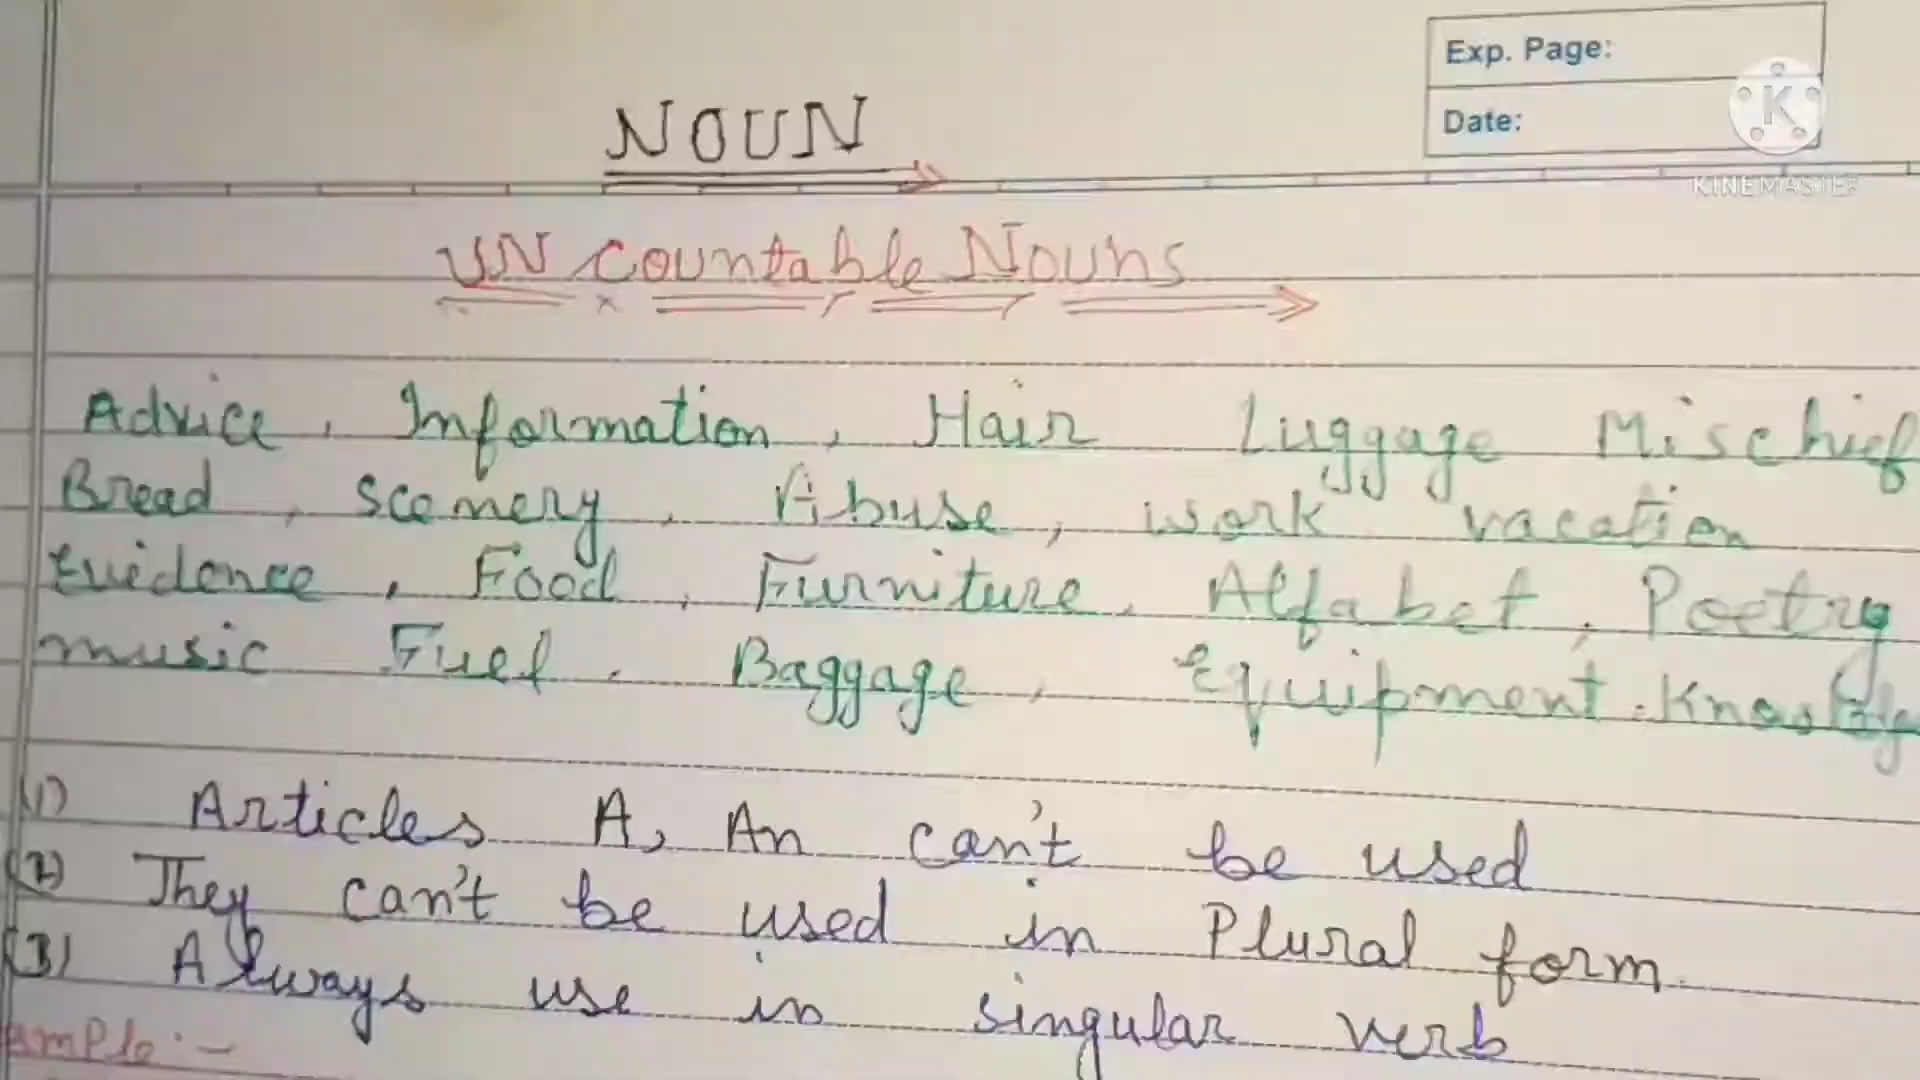 Exp. Page:
Date:
K
KINEMASTER
NOUN
UN countable Nouns
Advice, Information, Hair Luggage Mischief
Bread, Scenery, Abuse, work vacation
Evidence, Food, Furniture, Alfabet, Poetry
music Fuel. Baggage, Equipment.
(1) Articles A, An can't be used
(2) They can't be used in Plural form.
(3) Always use in singular verb
ample:-